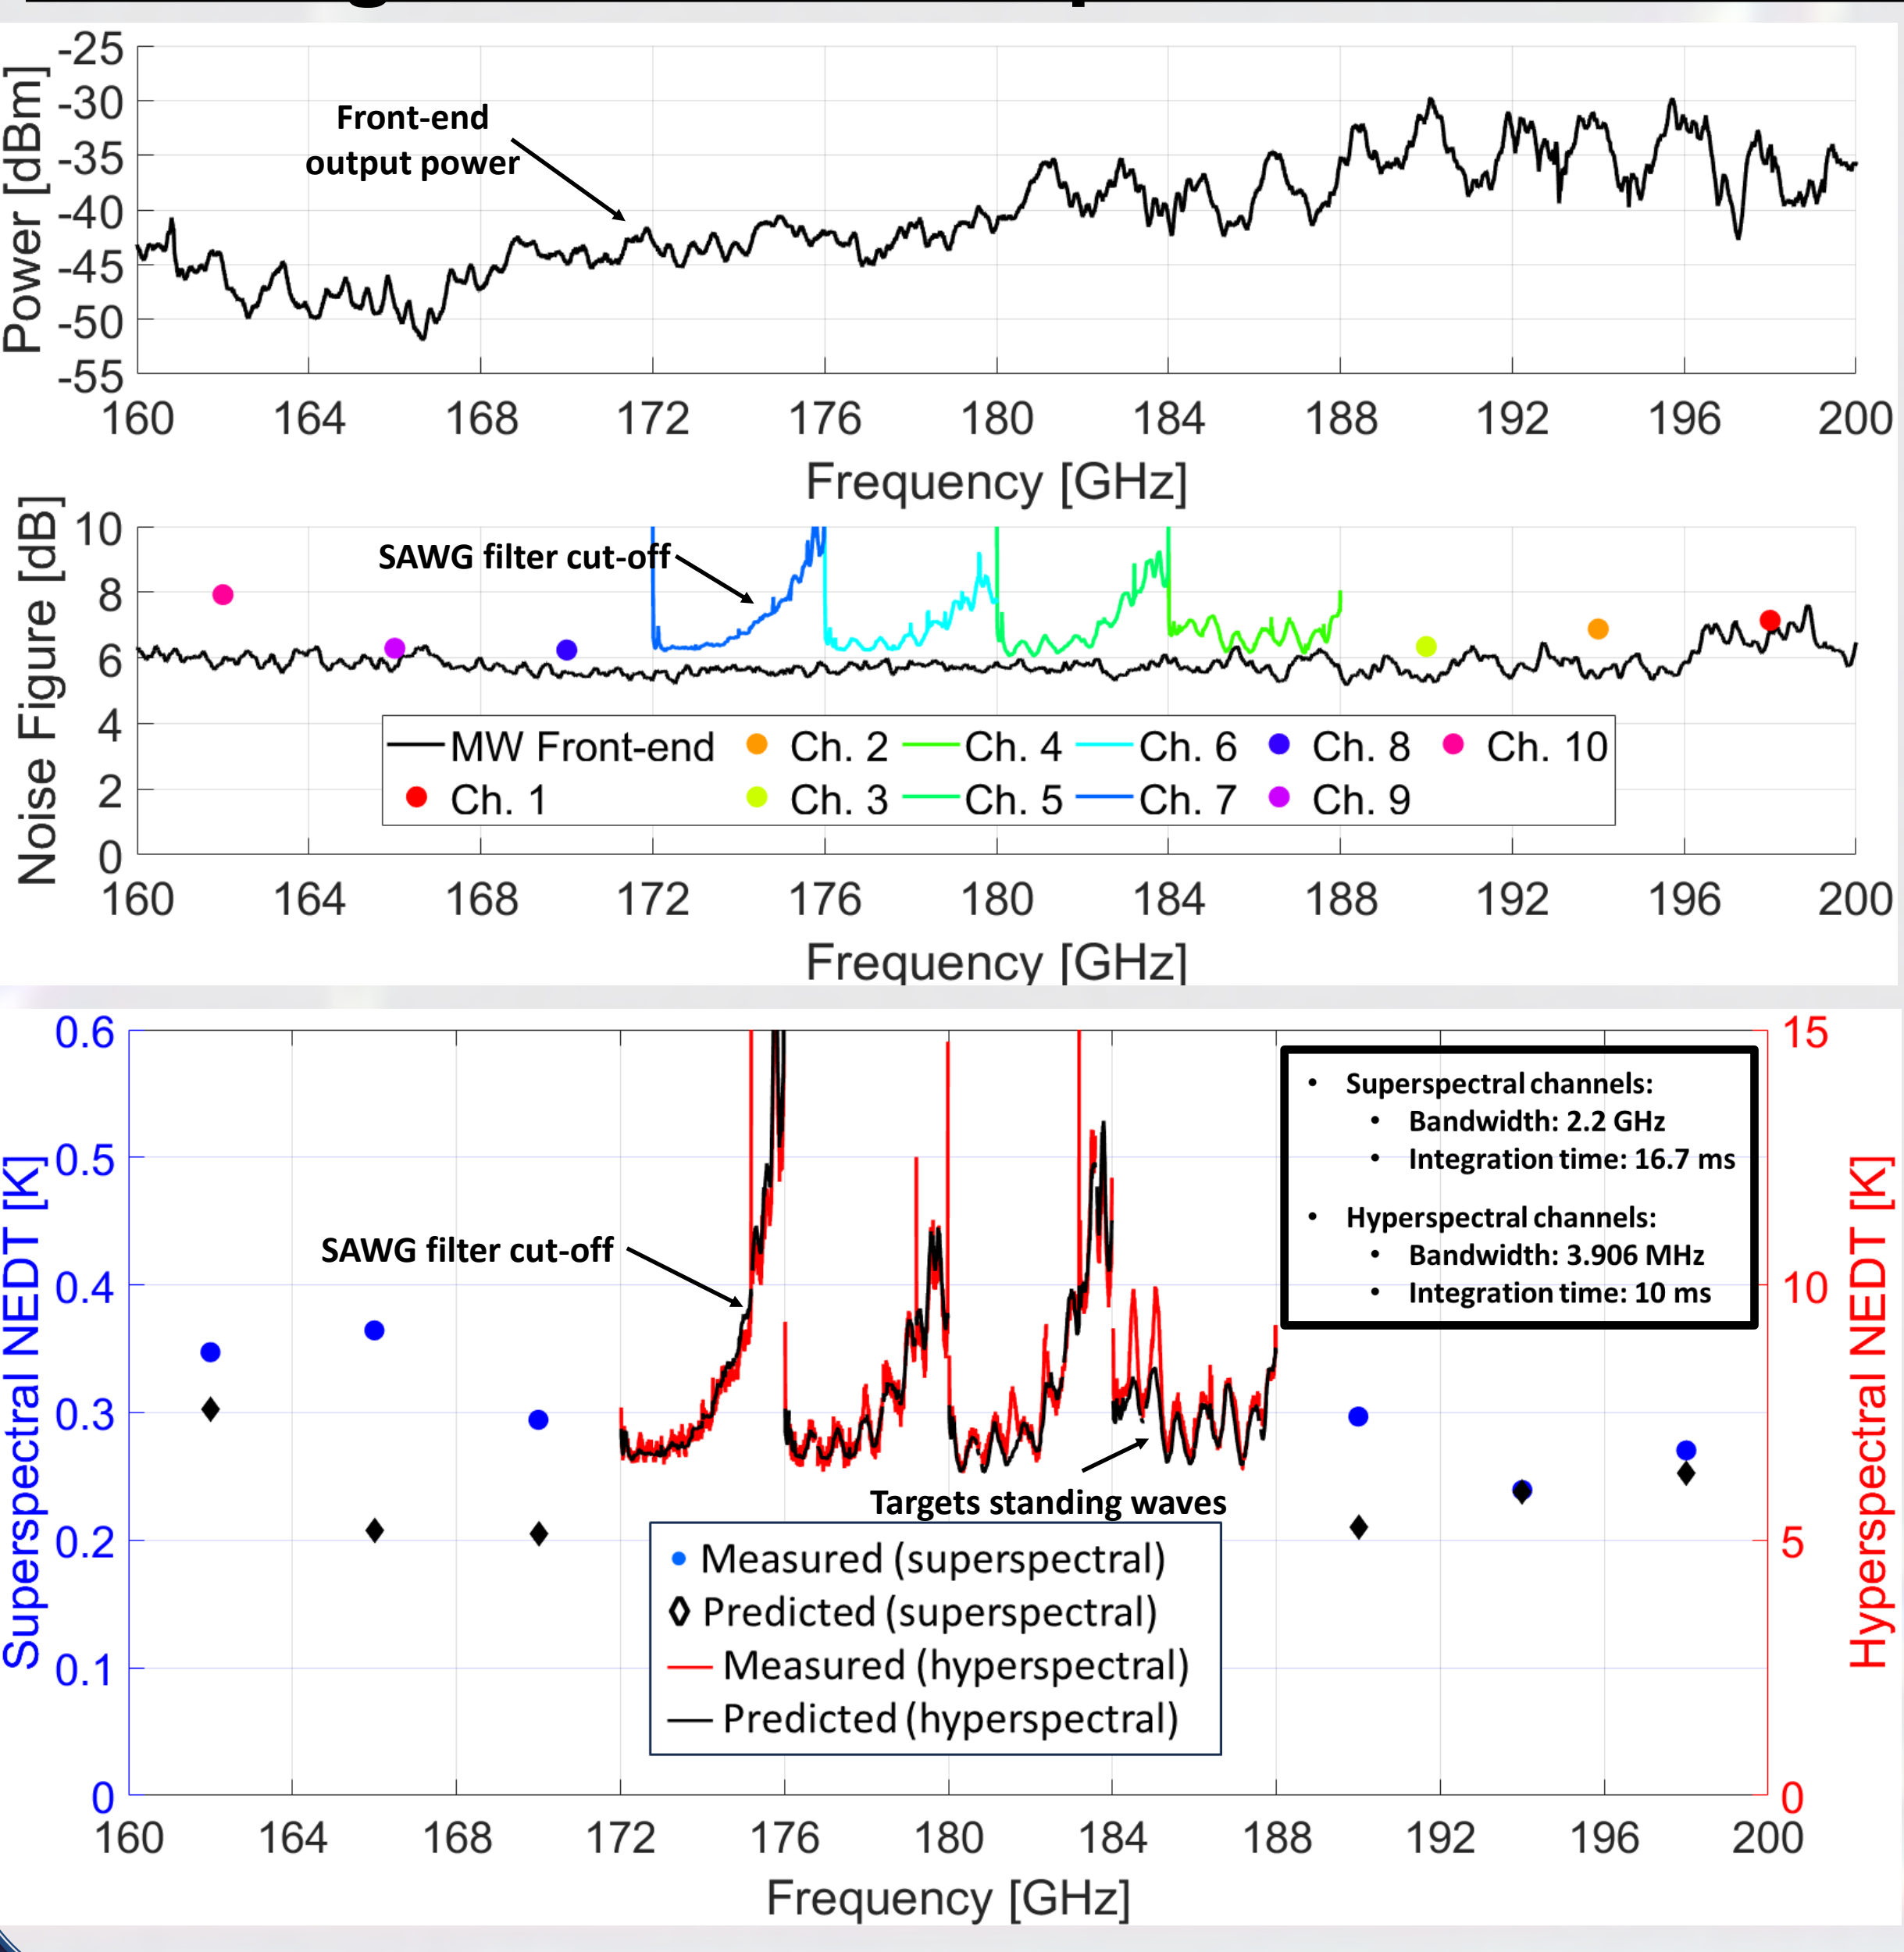 -25
-30
-35
-40
-45
-50
-55
Power [dBm]
Front-end
output power
160 164 168 172 176 180 184 188 192 196 200
Frequency [GHz]
10
8
6
4
2
0
Noise Figure [dB]
SAWG filter cut-off
MW Front-end Ch. 2 Ch. 4 Ch. 6 Ch. 8 Ch. 10
Ch. 1 Ch. 3 Ch. 5 Ch. 7 Ch. 9
160 164 168 172 176 180 184 188 192 196 200
Frequency [GHz]
0.6
0.5
0.4
0.3
0.2
0.1
0
Superspectral NEDT [K]
15
10
5
0
Hyperspectral NEDT [K]
• Superspectral channels:
• Bandwidth: 2.2 GHz
• Integration time: 16.7 ms
• Hyperspectral channels:
• Bandwidth: 3.906 MHz
• Integration time: 10 ms
SAWG filter cut-off
Targets standing waves
Measured (superspectral)
Predicted (superspectral)
Measured (hyperspectral)
Predicted (hyperspectral)
160 164 168 172 176 180 184 188 192 196 200
Frequency [GHz]